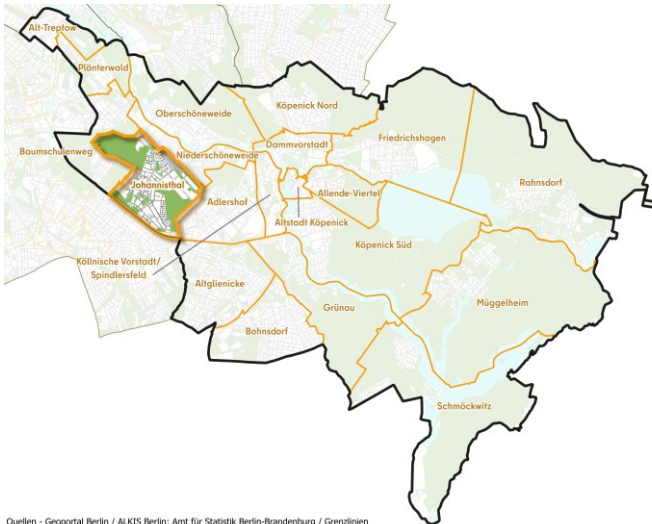 Alt-Treptow
Plänterwald
Oberschöneweide
Köpenick Nord
Dammvorstadt
Friedrichshagen
Baumschulenweg
Niederschöneweide
Johannisthal
Rahnsdorf
Adlershof
Allende-Viertel
Altstadt Köpenick
Köpenick Süd
Köllnische Vorstadt/
Spindlersfeld
Altglienicke
Grünau
Müggelheim
Bohnsdorf
Schmöckwitz
Quellen - Geoportal Berlin / ALKIS Berlin; Amt für Statistik Berlin-Brandenburg / Grenzlinien